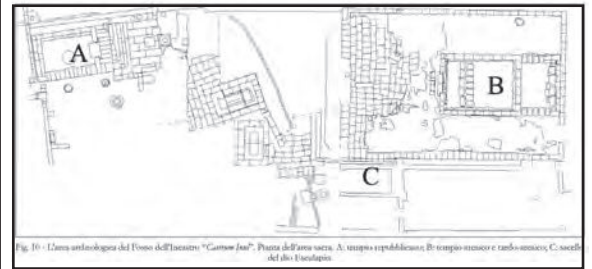 A
B
C
Fig. 10 - L'area archeologica del Fosso dell'Incastro "Castrum Inui". Pianta dell'area sacra. A: tempio repubblicano; B: tempio arcaico e tardo-arcaico; C: sacello
del dio Esculapio.